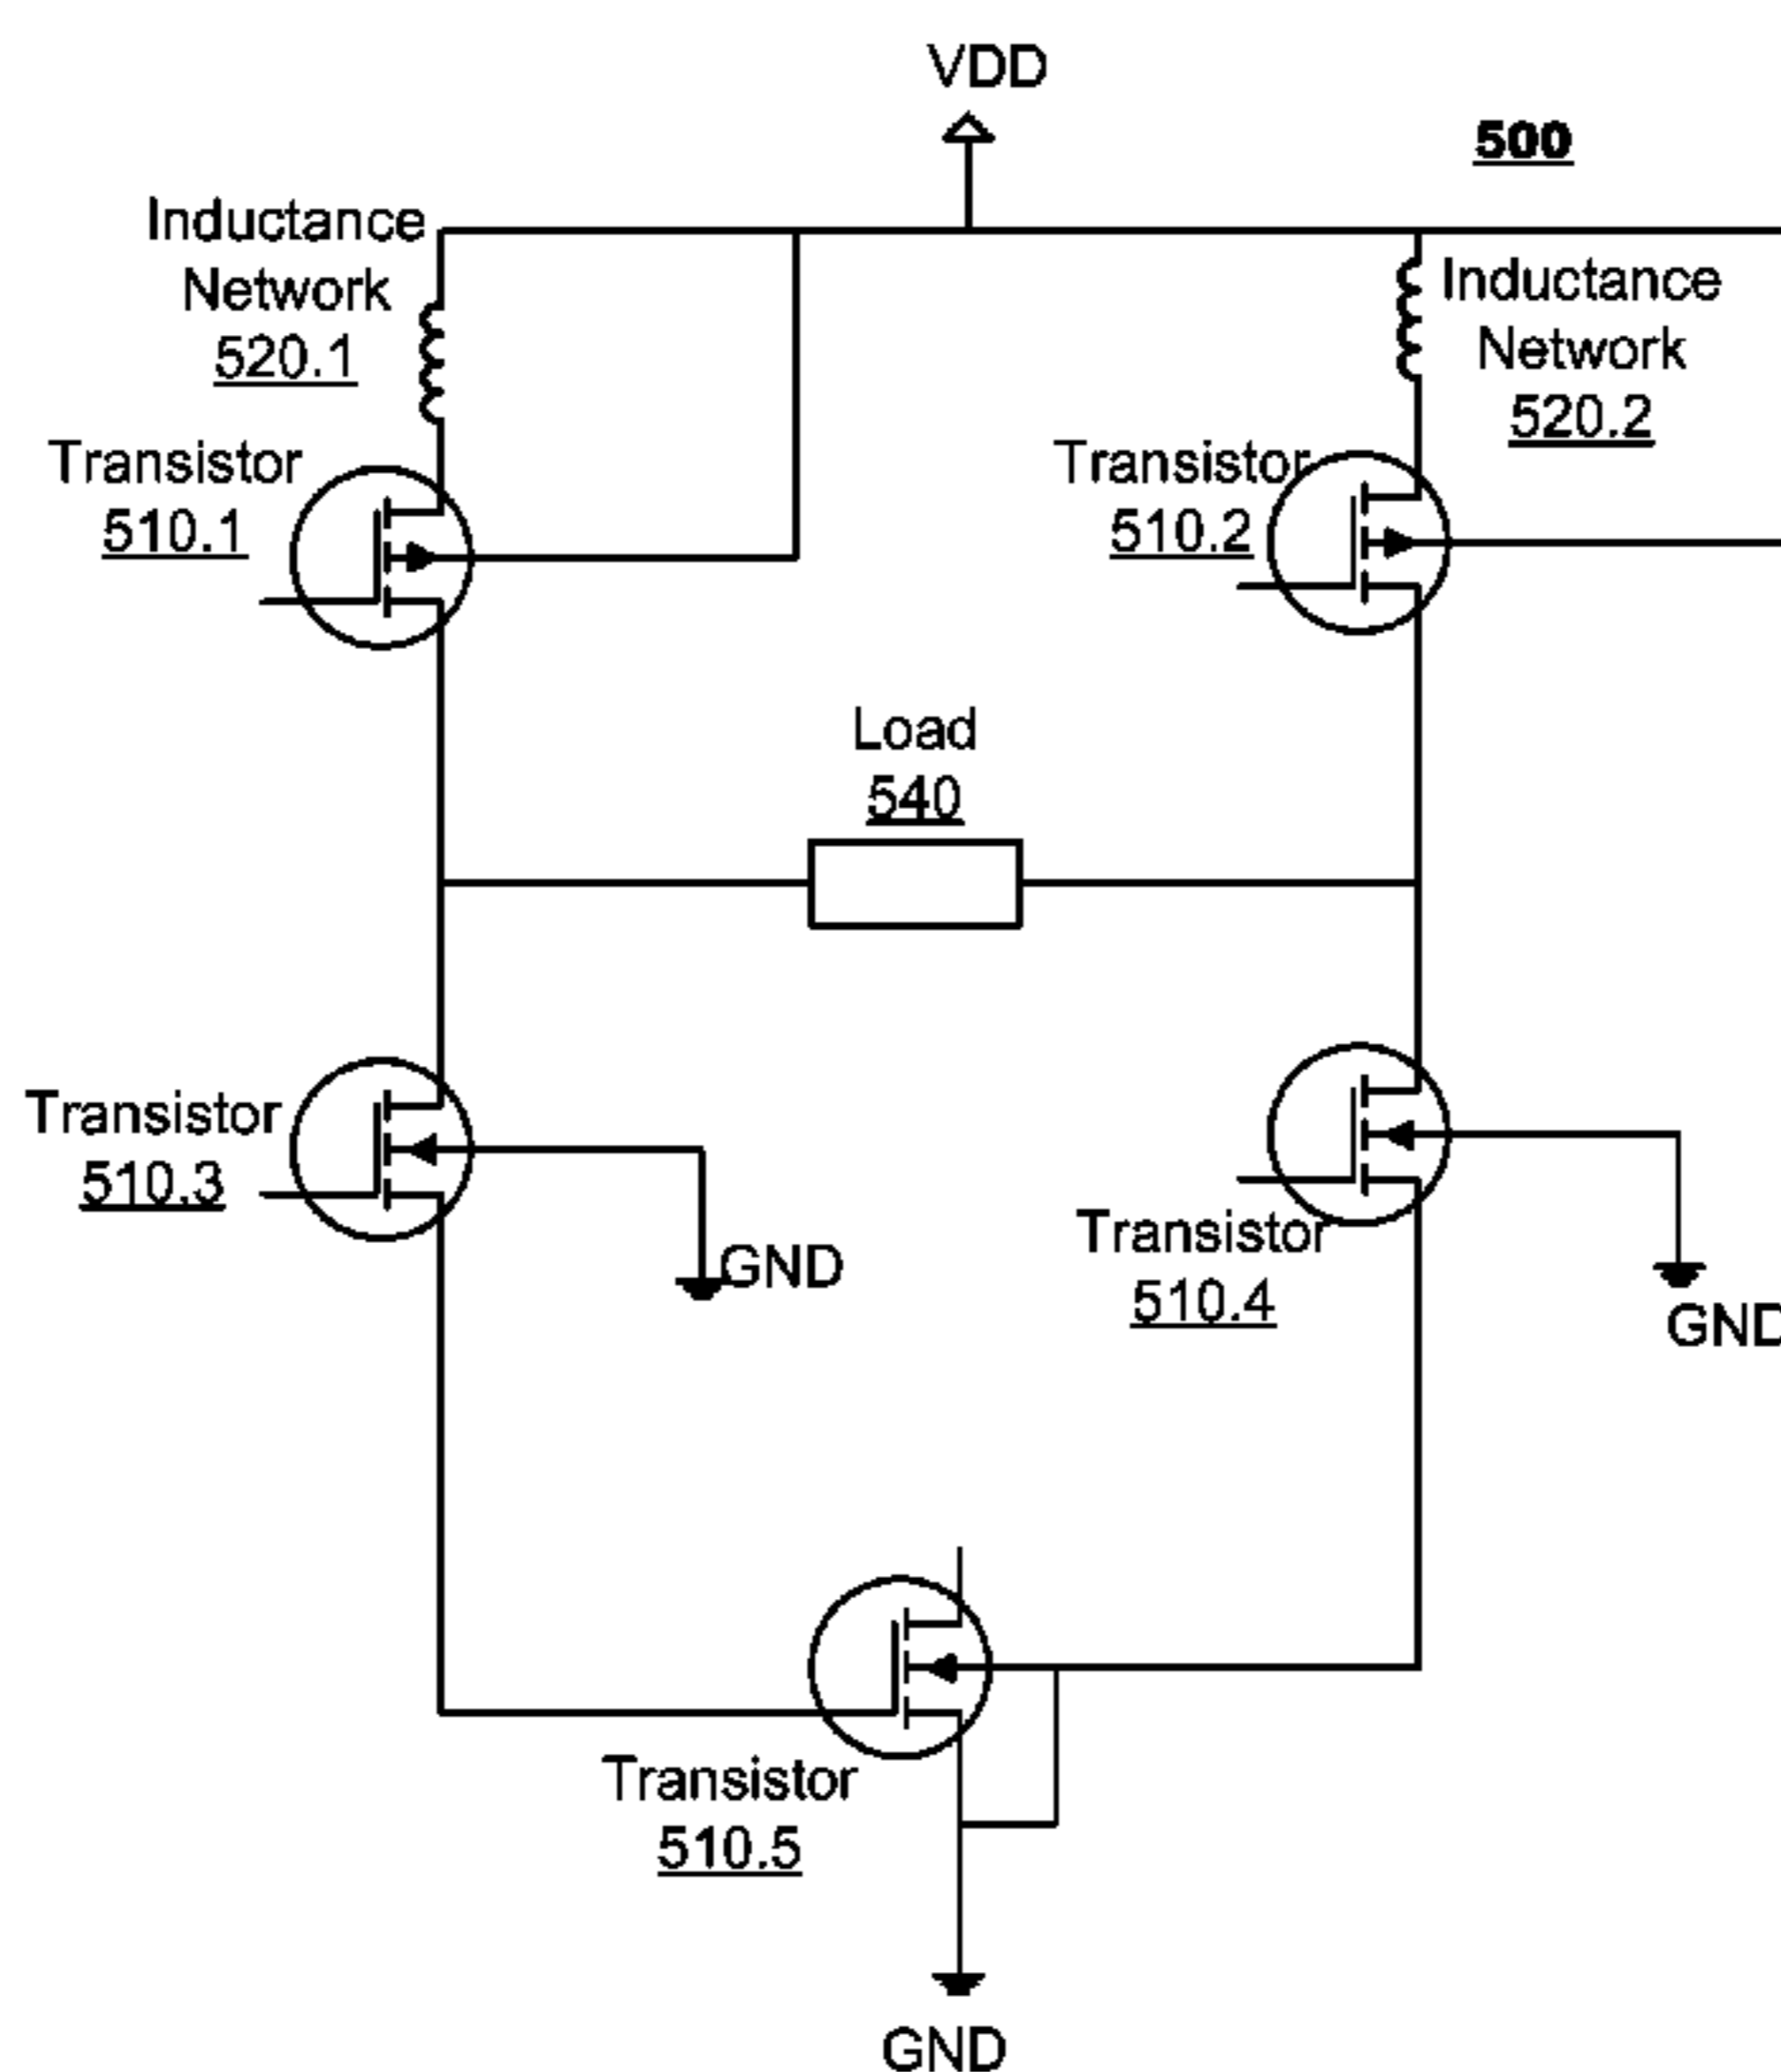 VDD
500
Inductance
Network
520.1
Inductance
Network
520.2
Transistor
510.1
Transistor
510.2
Load
540
Transistor
510.3
GND
Transistor
510.4
GND
Transistor
510.5
GND